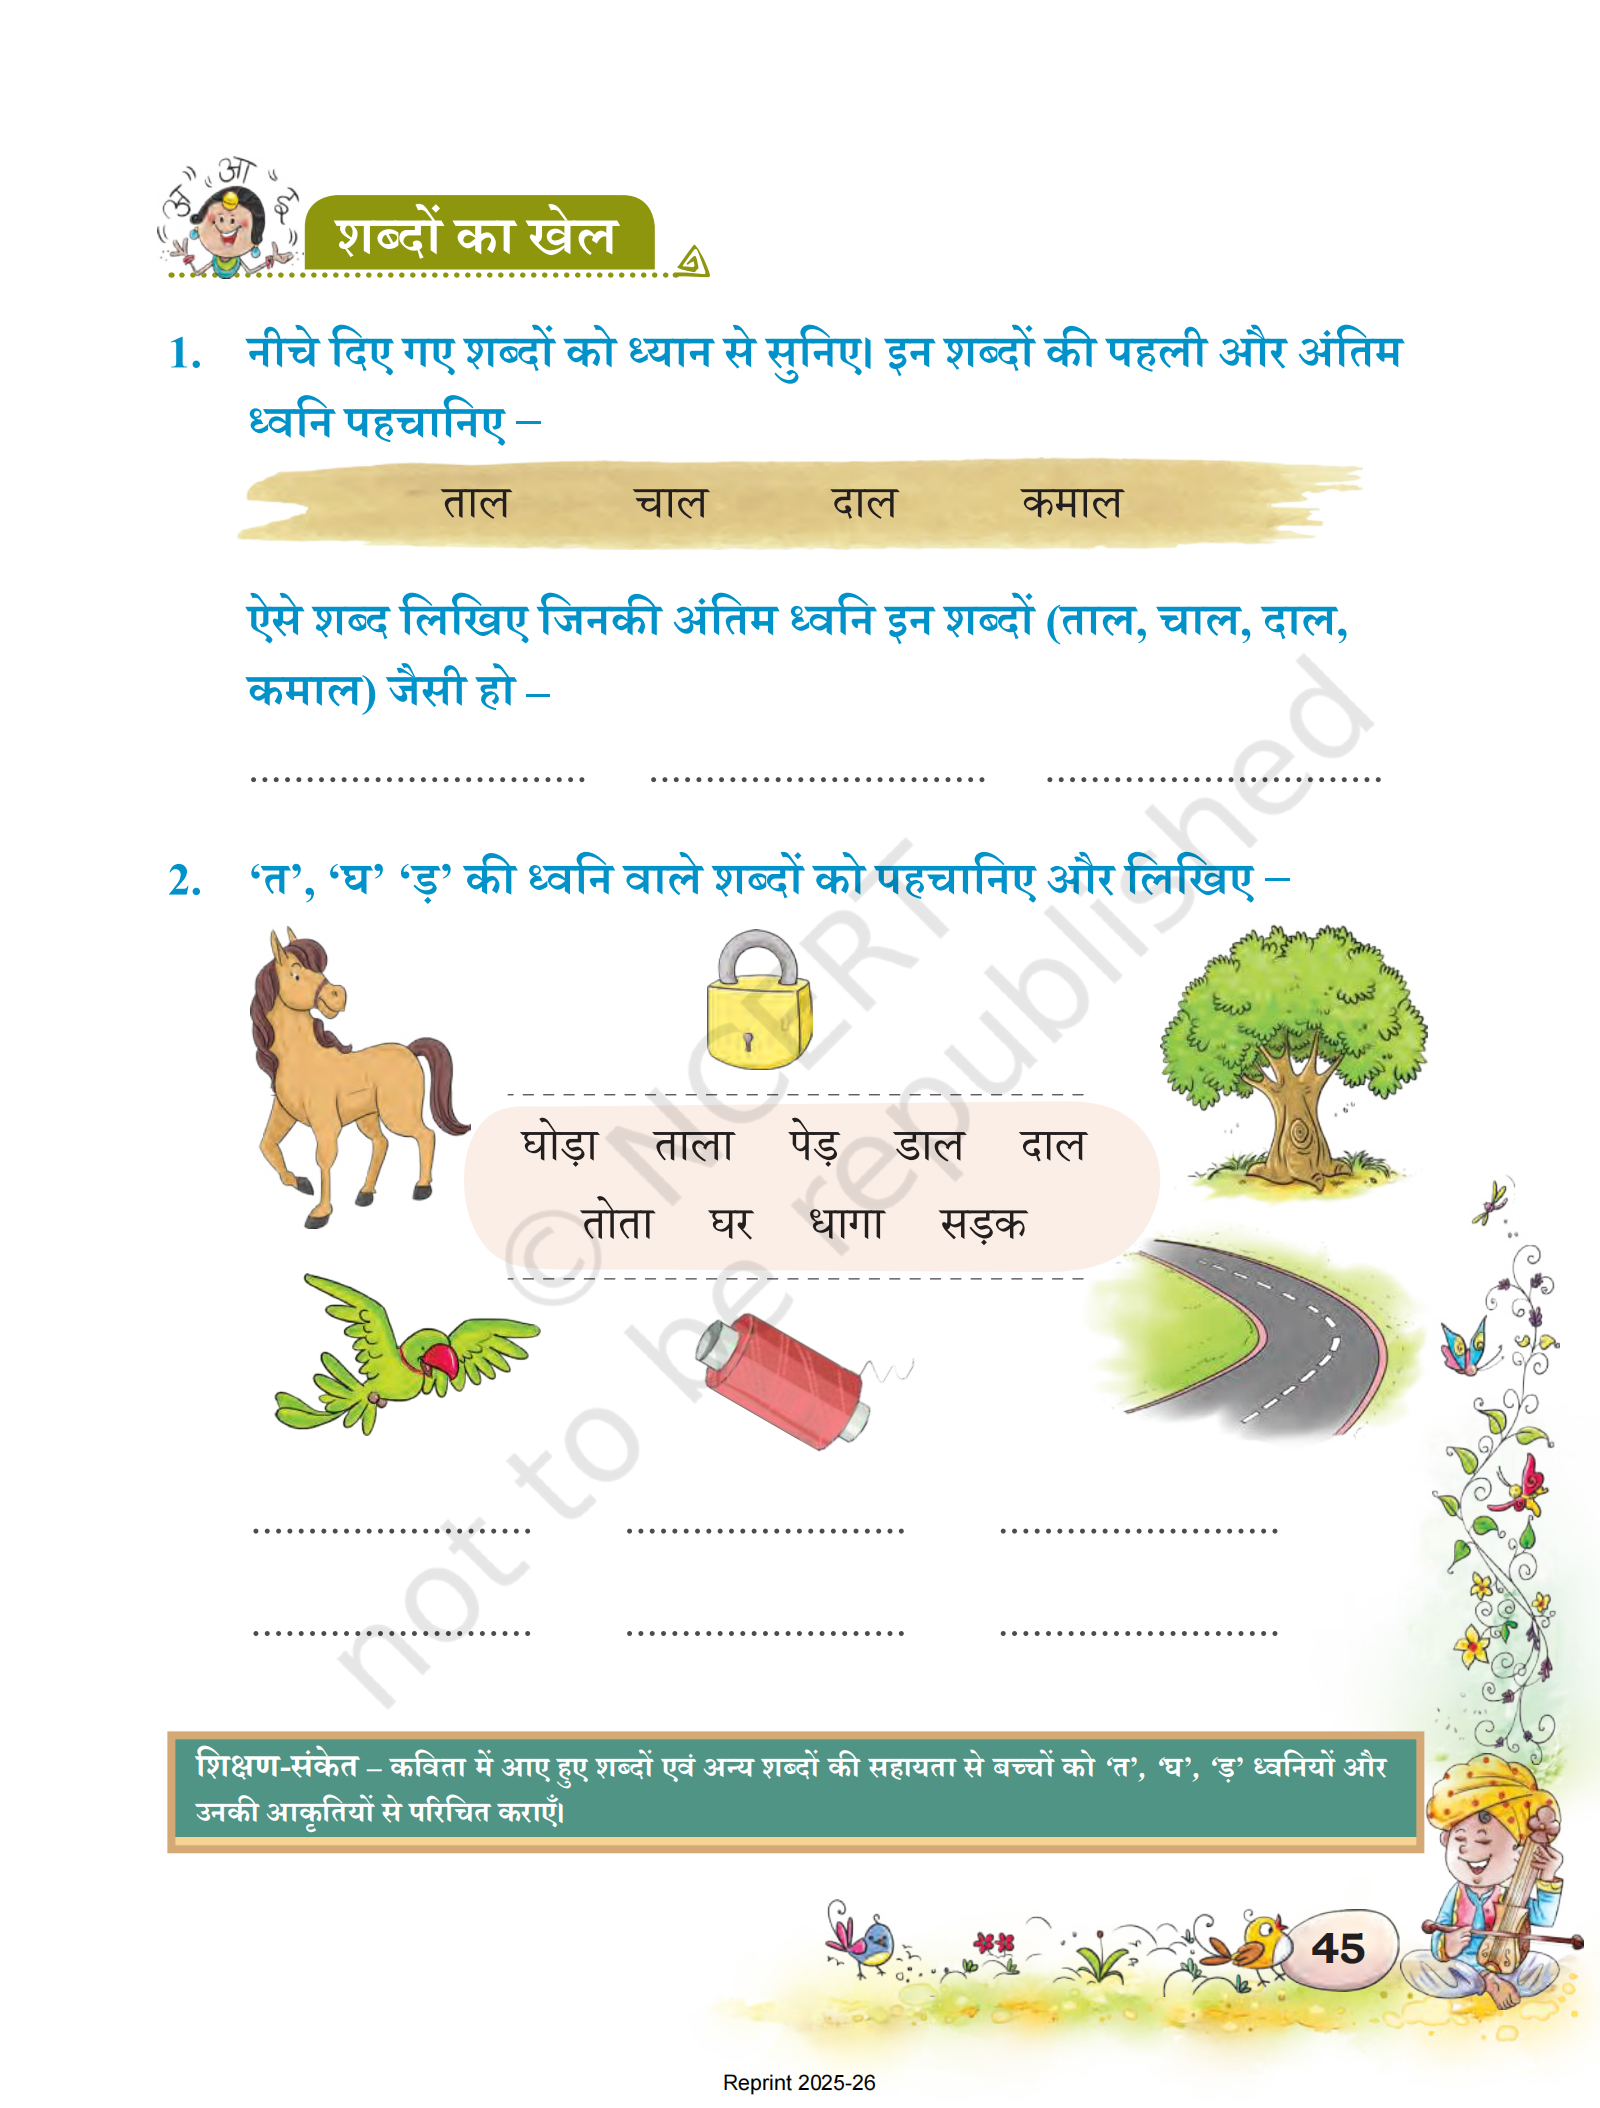 अ आ इ
शब्दों का खेल
1. नीचे दिए गए शब्दों को ध्यान से सुनिए। इन शब्दों की पहली और अंतिम
ध्वनि पहचानिए –
ताल चाल दाल कमाल
ऐसे शब्द लिखिए जिनकी अंतिम ध्वनि इन शब्दों (ताल, चाल, दाल,
कमाल) जैसी हो –
............................. ............................. .............................
2. ‘त’, ‘घ’ ‘ड़’ की ध्वनि वाले शब्दों को पहचानिए और लिखिए –
घोड़ा ताला पेड़ डाल दाल
तोता घर धागा सड़क
......................... ......................... .........................
......................... ......................... .........................
© NCERT
not to be republished
शिक्षण-संकेत – कविता में आए हुए शब्दों एवं अन्य शब्दों की सहायता से बच्चों को ‘त’, ‘घ’, ‘ड़’ ध्वनियों और
उनकी आकृतियों से परिचित कराएँ।
45
Reprint 2025-26